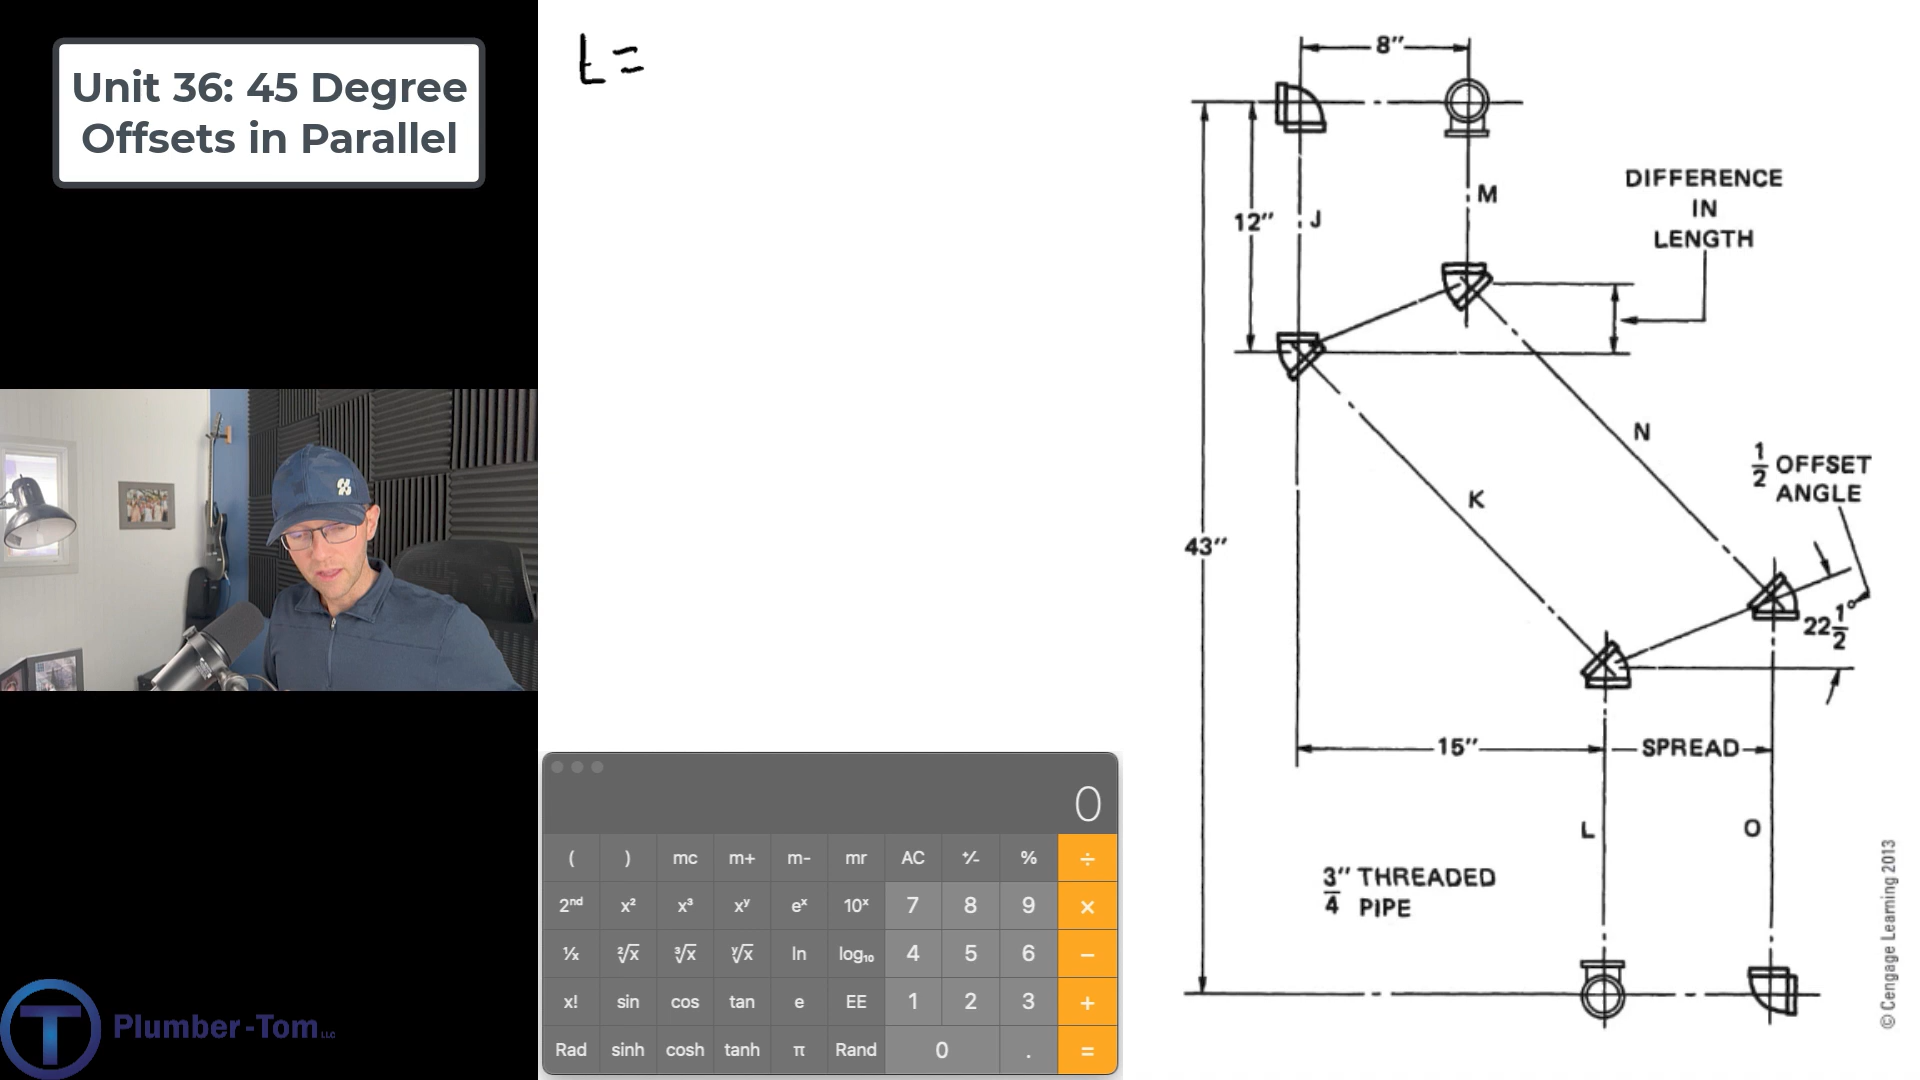 Unit 36: 45 Degree
Offsets in Parallel
L=
8"
DIFFERENCE
IN
LENGTH
M
12"
J
N
1/2 OFFSET
ANGLE
K
43"
22 1/2°
15"
SPREAD
L
O
3/4" THREADED
PIPE
© Cengage Learning 2013
0
( ) mc m+ m- mr AC +/- % ÷
2nd x² x³ xʸ eˣ 10ˣ 7 8 9 ×
1/x ²√x ³√x ʸ√x ln log₁₀ 4 5 6 −
x! sin cos tan e EE 1 2 3 +
Rad sinh cosh tanh π Rand 0 . =
T Plumber-Tom LLC